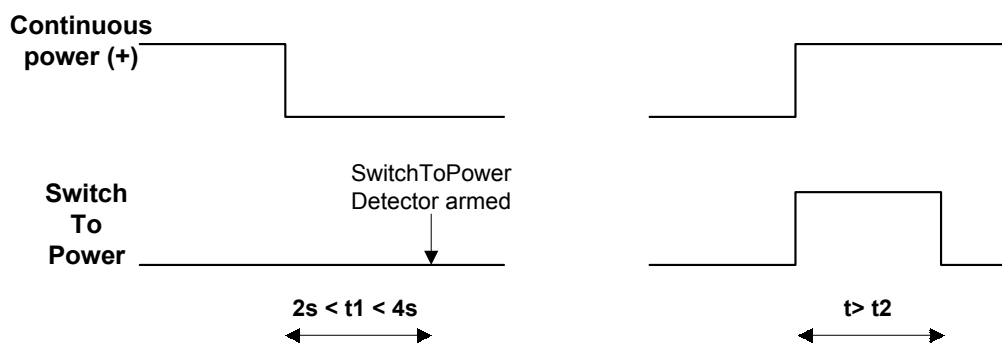 Continuous
power (+)
SwitchToPower
Detector armed
Switch
To
Power
2s < t1 < 4s
t> t2